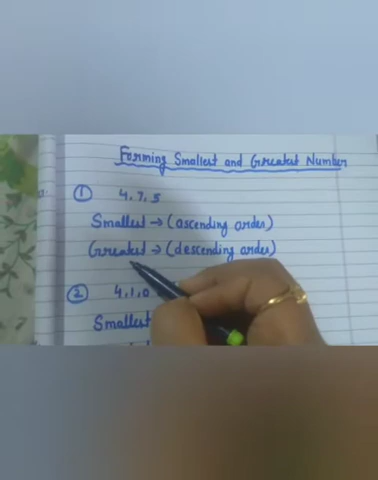 Forming Smallest and Greatest Number
① 4, 7, 5
Smallest → (ascending order)
Greatest → (descending order)
② 4, 1, 0
Smallest